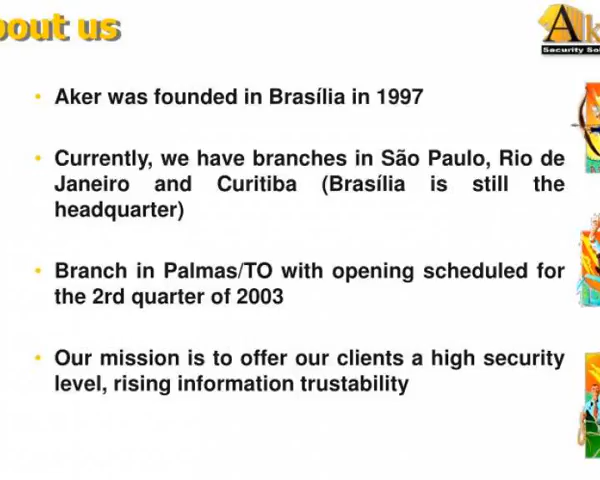 bout us
Ak
Security Sol
• Aker was founded in Brasília in 1997
• Currently, we have branches in São Paulo, Rio de
Janeiro and Curitiba (Brasília is still the
headquarter)
• Branch in Palmas/TO with opening scheduled for
the 2rd quarter of 2003
• Our mission is to offer our clients a high security
level, rising information trustability